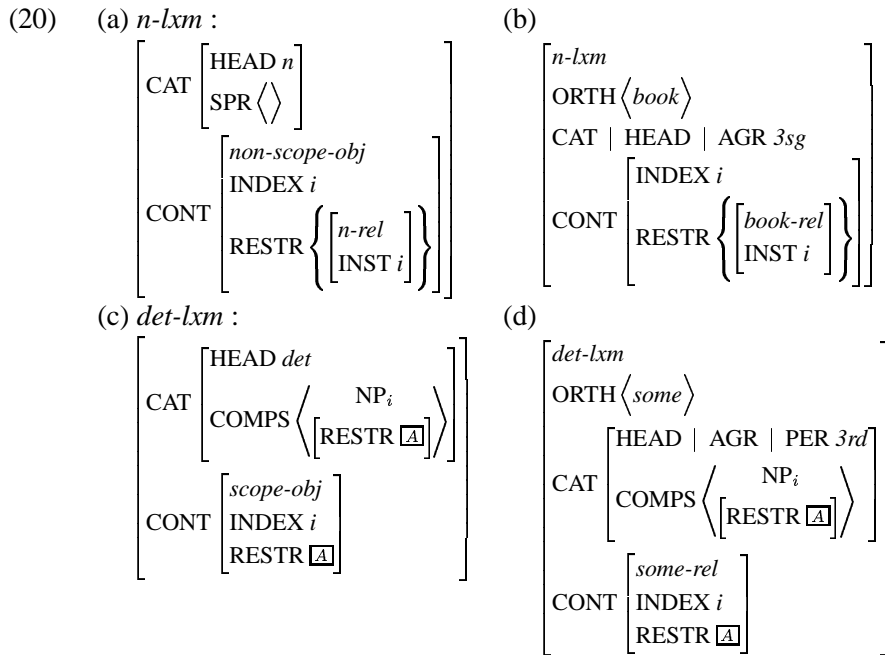 (20) (a) n-lxm :
CAT [HEAD n
SPR ⟨⟩]
CONT [non-scope-obj
INDEX i
RESTR {[n-rel
INST i]}]
(b)
n-lxm
ORTH⟨book⟩
CAT | HEAD | AGR 3sg
CONT [INDEX i
RESTR {[book-rel
INST i]}]
(c) det-lxm :
CAT [HEAD det
COMPS ⟨NPi
[RESTR A]⟩]
CONT [scope-obj
INDEX i
RESTR A]
(d)
det-lxm
ORTH⟨some⟩
CAT [HEAD | AGR | PER 3rd
COMPS ⟨NPi
[RESTR A]⟩]
CONT [some-rel
INDEX i
RESTR A]